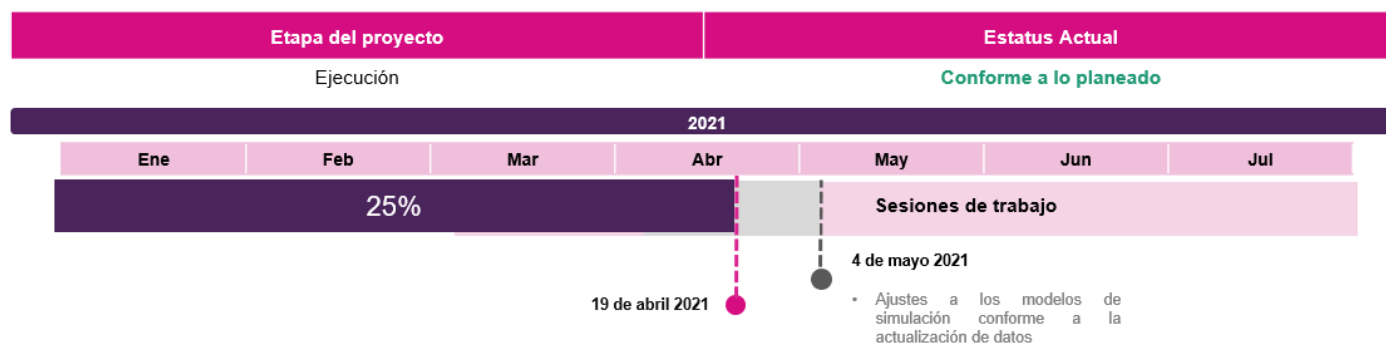 Etapa del proyecto
Estatus Actual
Ejecución
Conforme a lo planeado
2021
Ene Feb Mar Abr May Jun Jul
25%
Sesiones de trabajo
4 de mayo 2021
19 de abril 2021
• Ajustes a los modelos de
simulación conforme a la
actualización de datos